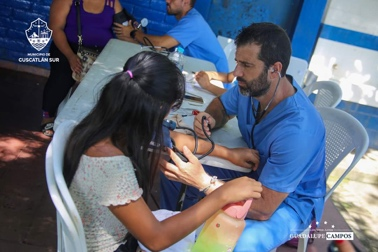 MUNICIPIO DE
CUSCATLÁN SUR
GUADALUPE CAMPOS